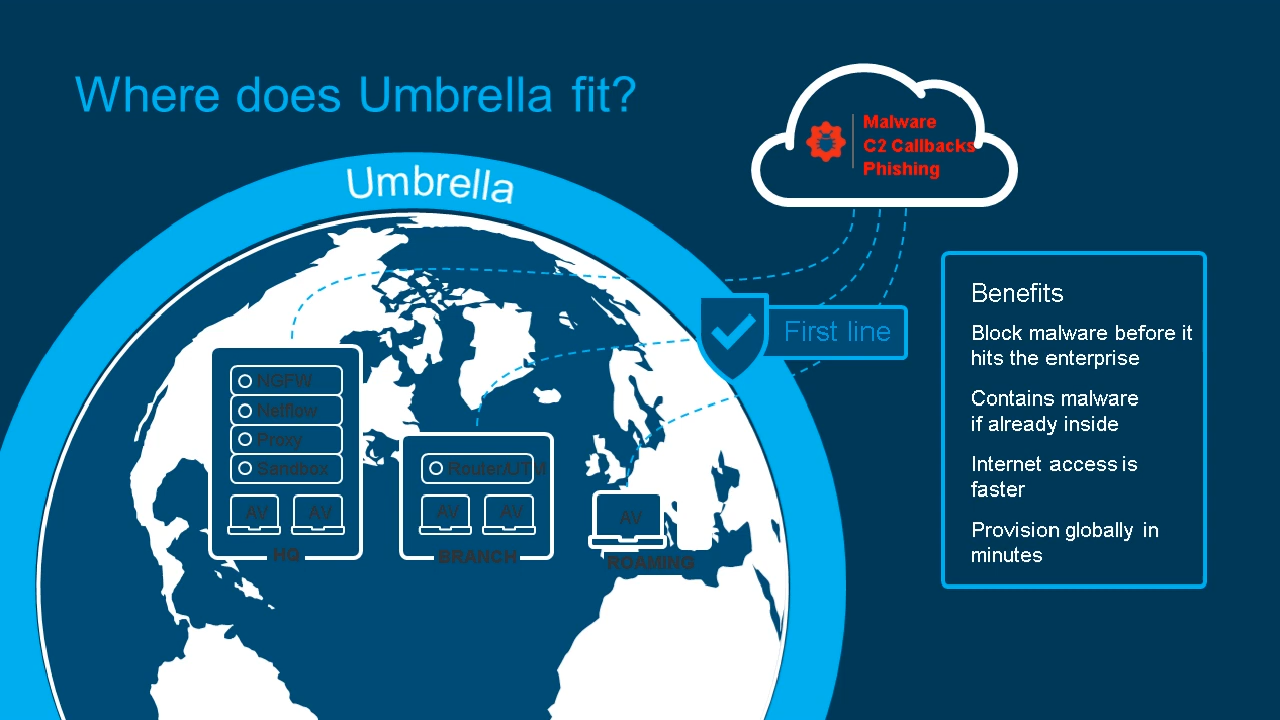 Where does Umbrella fit?
Malware
C2 Callbacks
Phishing
Umbrella
First line
Benefits
Block malware before it
hits the enterprise
Contains malware
if already inside
Internet access is
faster
Provision globally in
minutes
NGFW
Netflow
Proxy
Sandbox
AV AV
HQ
Router/UTM
AV AV
BRANCH
AV
ROAMING